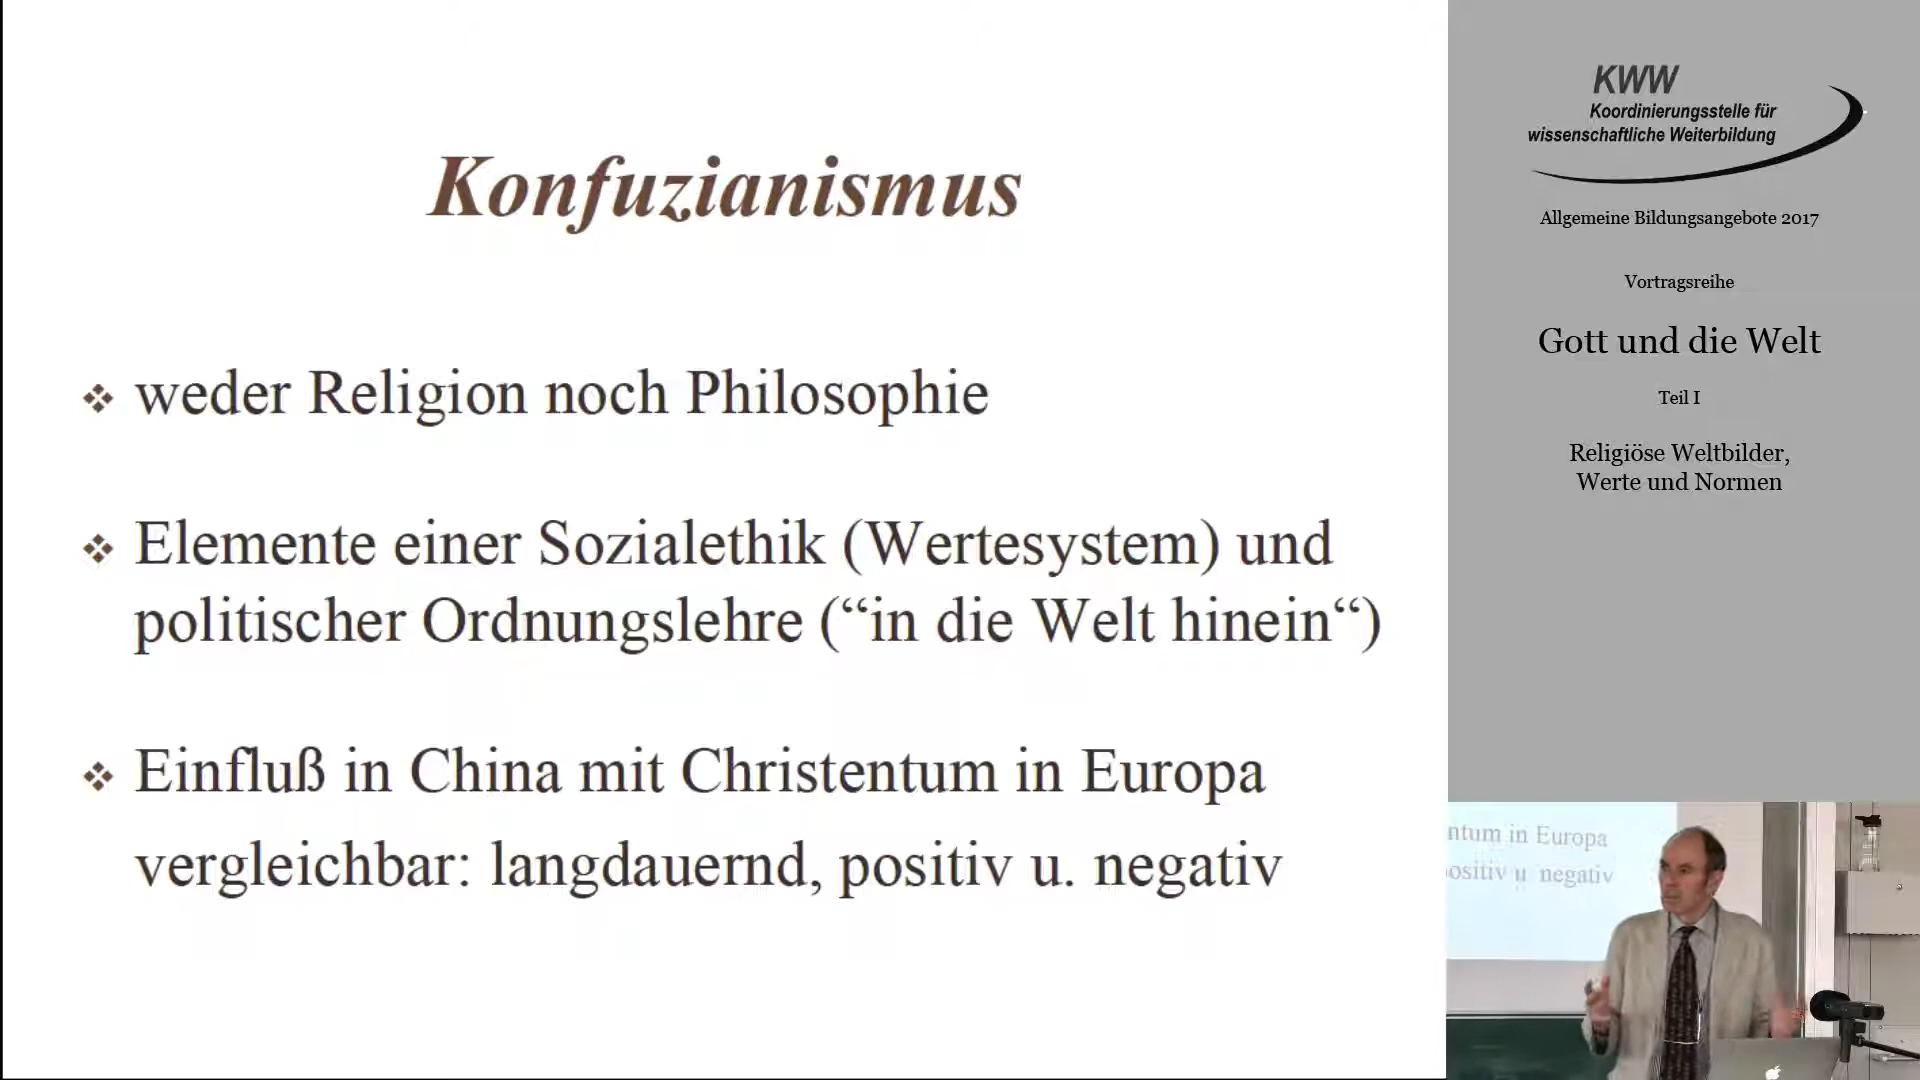 Konfuzianismus
weder Religion noch Philosophie
Elemente einer Sozialethik (Wertesystem) und
politischer Ordnungslehre (“in die Welt hinein“)
Einfluß in China mit Christentum in Europa
vergleichbar: langdauernd, positiv u. negativ
KWW
Koordinierungsstelle für
wissenschaftliche Weiterbildung
Allgemeine Bildungsangebote 2017
Vortragsreihe
Gott und die Welt
Teil I
Religiöse Weltbilder,
Werte und Normen
ntum in Europa
ositiv u negativ